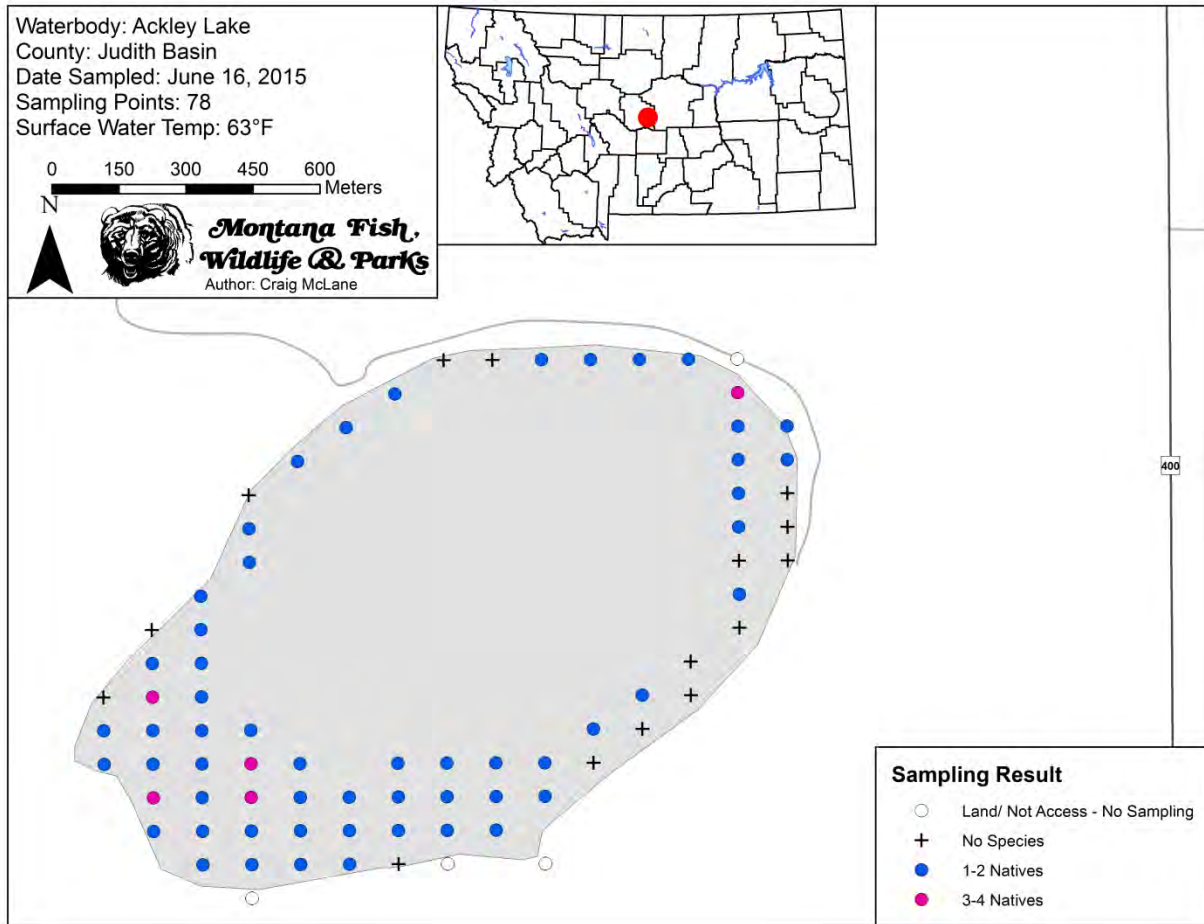 Waterbody: Ackley Lake
County: Judith Basin
Date Sampled: June 16, 2015
Sampling Points: 78
Surface Water Temp: 63°F
0 150 300 450 600
Meters
N
Montana Fish,
Wildlife & Parks
Author: Craig McLane
400
Sampling Result
Land/ Not Access - No Sampling
No Species
1-2 Natives
3-4 Natives